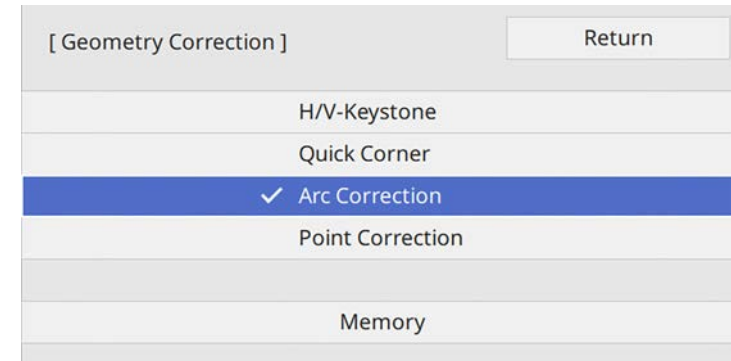 [ Geometry Correction ]
Return
H/V-Keystone
Quick Corner
Arc Correction
Point Correction
Memory